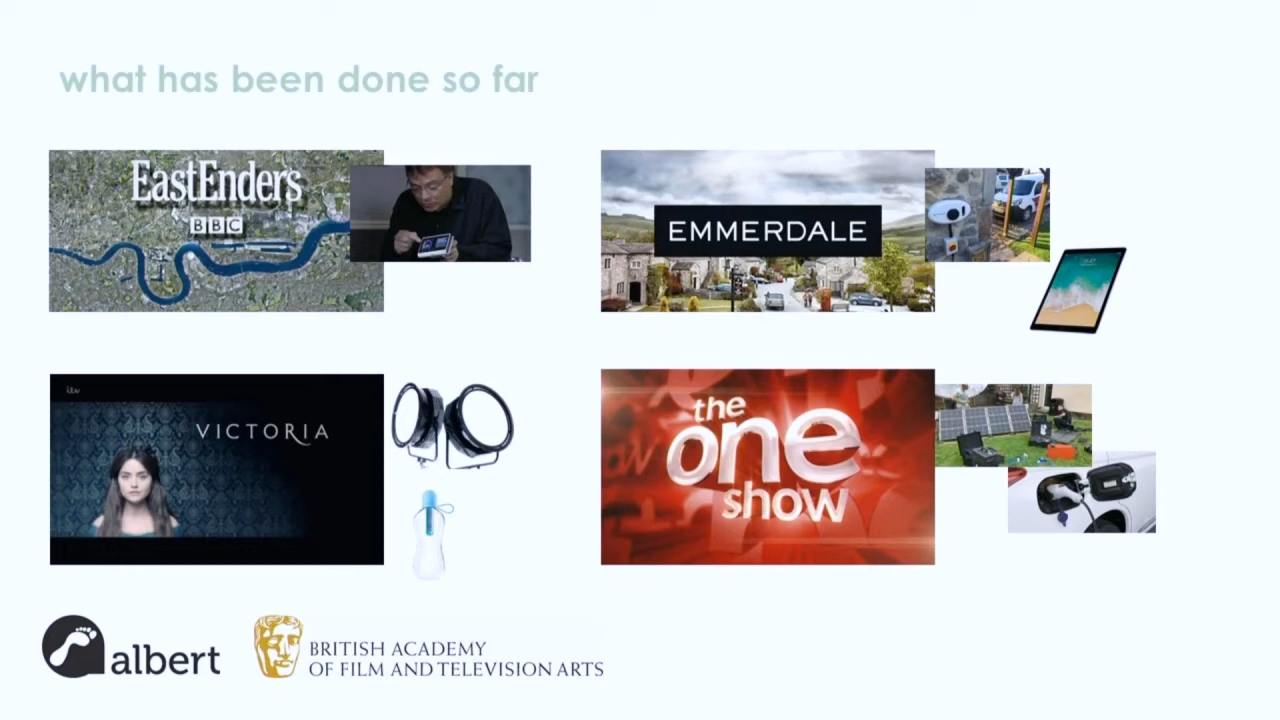 what has been done so far
EastEnders
BBC
EMMERDALE
itv
VICTORIA
the
one
show
albert
BRITISH ACADEMY
OF FILM AND TELEVISION ARTS